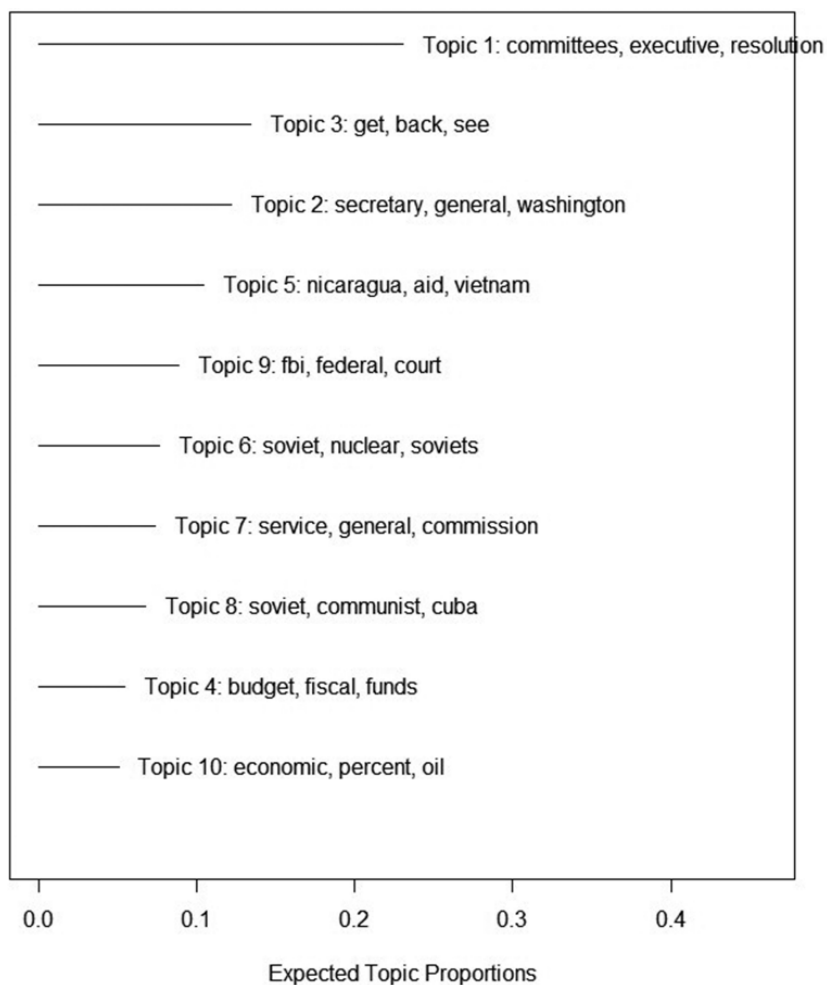 Topic 1: committees, executive, resolution
Topic 3: get, back, see
Topic 2: secretary, general, washington
Topic 5: nicaragua, aid, vietnam
Topic 9: fbi, federal, court
Topic 6: soviet, nuclear, soviets
Topic 7: service, general, commission
Topic 8: soviet, communist, cuba
Topic 4: budget, fiscal, funds
Topic 10: economic, percent, oil
0.0 0.1 0.2 0.3 0.4
Expected Topic Proportions